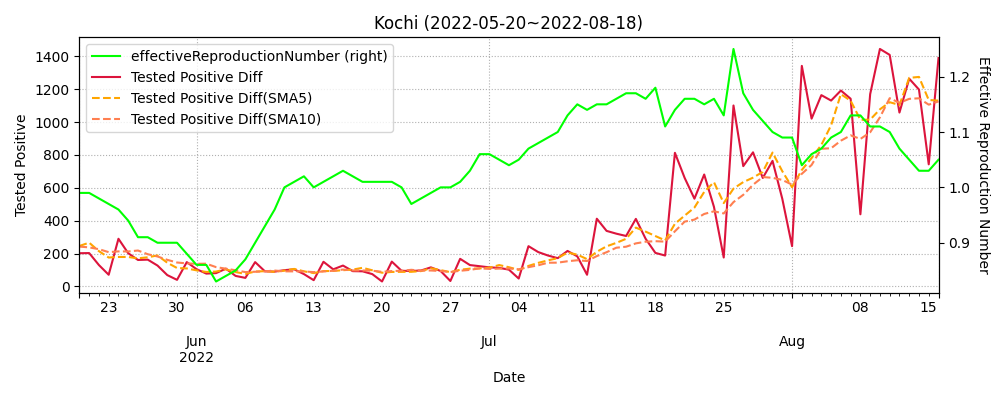 Kochi (2022-05-20~2022-08-18)
effectiveReproductionNumber (right)
Tested Positive Diff
Tested Positive Diff(SMA5)
Tested Positive Diff(SMA10)
Tested Positive
1400
1200
1000
800
600
400
200
0
Effective Reproduction Number
1.2
1.1
1.0
0.9
23 30 06 13 20 27 04 11 18 25 08 15
Jun Jul Aug
2022
Date